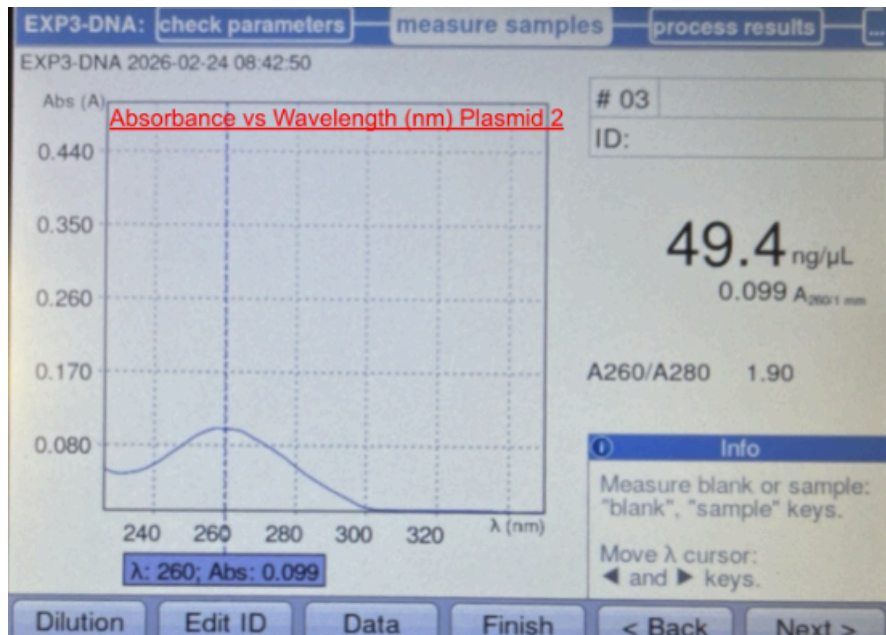 EXP3-DNA: check parameters measure samples process results ...
EXP3-DNA 2026-02-24 08:42:50
Abs (A)
Absorbance vs Wavelength (nm) Plasmid 2
0.440
0.350
0.260
0.170
0.080
240 260 280 300 320 λ (nm)
λ: 260; Abs: 0.099
# 03
ID:
49.4 ng/µL
0.099 A260/1 mm
A260/A280 1.90
Info
Measure blank or sample:
"blank", "sample" keys.
Move λ cursor:
◄ and ► keys.
Dilution Edit ID Data Finish < Back Next >